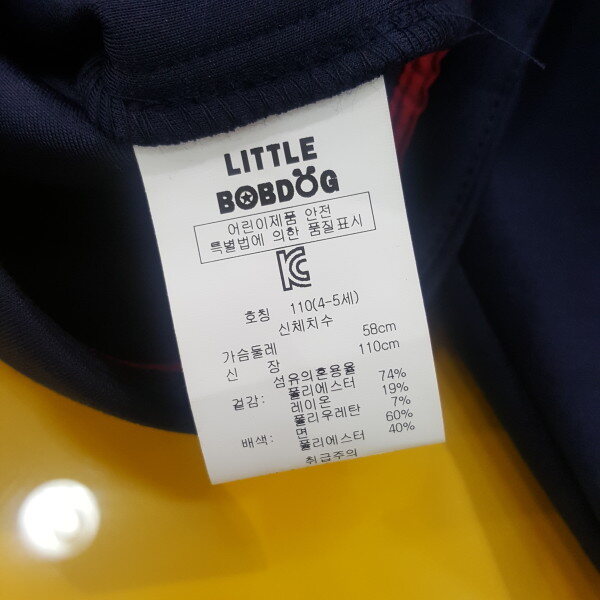 LITTLE
BOBDOG
어린이제품 안전
특별법에 의한 품질표시
KC
호칭 110(4-5세)
신체치수
가슴둘레 58cm
신 장 110cm
섬유의혼용율
겉감: 폴리에스터 74%
레이온 19%
폴리우레탄 7%
배색: 면 60%
폴리에스터 40%
취급주의